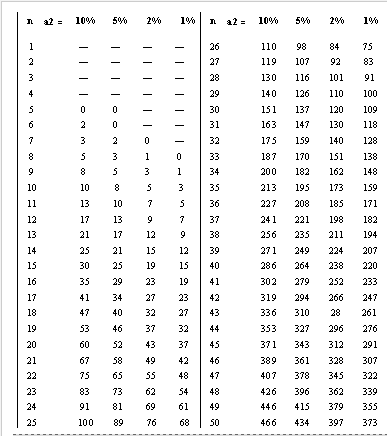 n a2 = 10% 5% 2% 1% n a2 = 10% 5% 2% 1%
1 — — — — 26 110 98 84 75
2 — — — — 27 119 107 92 83
3 — — — — 28 130 116 101 91
4 — — — — 29 140 126 110 100
5 0 0 — — 30 151 137 120 109
6 2 0 — — 31 163 147 130 118
7 3 2 0 — 32 175 159 140 128
8 5 3 1 0 33 187 170 151 138
9 8 5 3 1 34 200 182 162 148
10 10 8 5 3 35 213 195 173 159
11 13 10 7 5 36 227 208 185 171
12 17 13 9 7 37 241 221 198 182
13 21 17 12 9 38 256 235 211 194
14 25 21 15 12 39 271 249 224 207
15 30 25 19 15 40 286 264 238 220
16 35 29 23 19 41 302 279 252 233
17 41 34 27 23 42 319 294 266 247
18 47 40 32 27 43 336 310 28 261
19 53 46 37 32 44 353 327 296 276
20 60 52 43 37 45 371 343 312 291
21 67 58 49 42 46 389 361 328 307
22 75 65 55 48 47 407 378 345 322
23 83 73 62 54 48 426 396 362 339
24 91 81 69 61 49 446 415 379 355
25 100 89 76 68 50 466 434 397 373